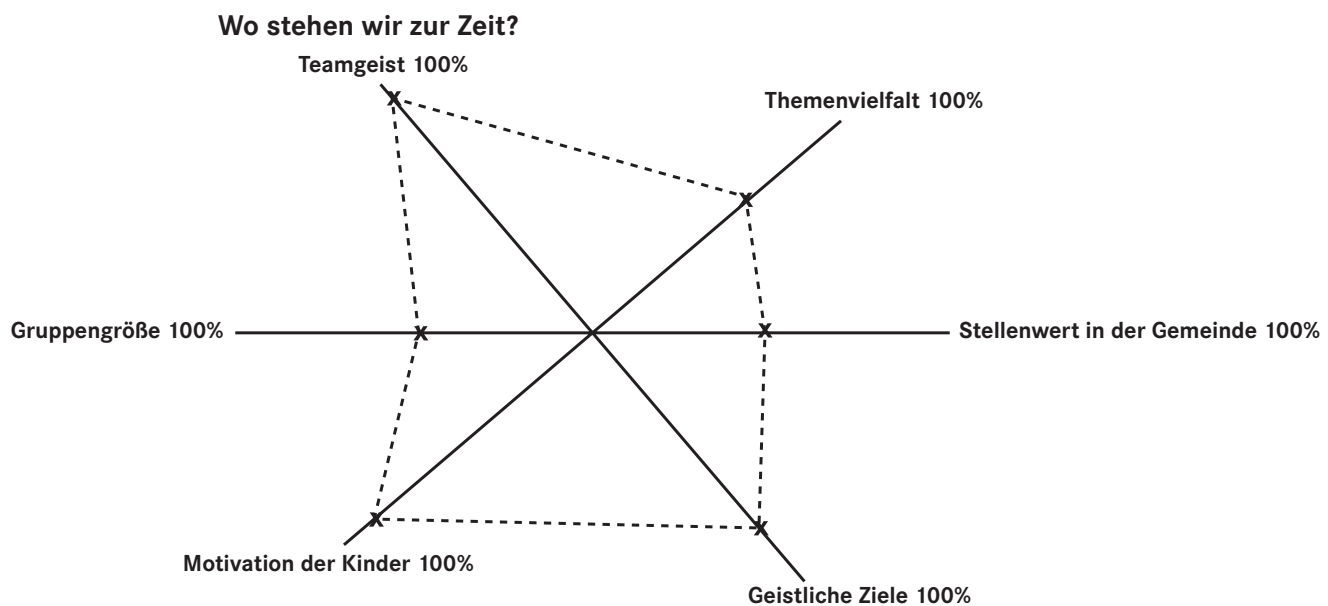 Wo stehen wir zur Zeit?
Teamgeist 100%
Themenvielfalt 100%
x
x
Gruppengröße 100%
x
x
Stellenwert in der Gemeinde 100%
x
x
Motivation der Kinder 100%
Geistliche Ziele 100%